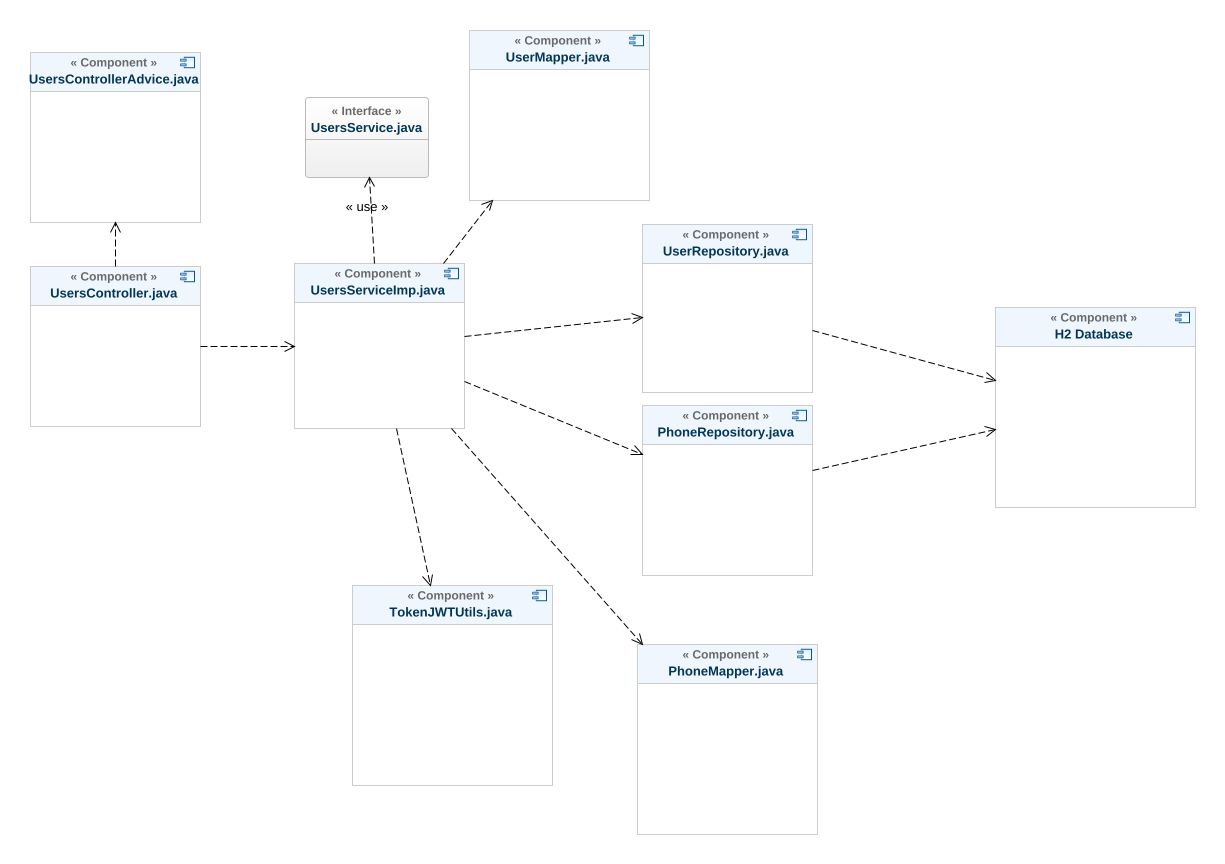 « Component »
UserMapper.java
« Component »
UsersControllerAdvice.java
« Interface »
UsersService.java
« use »
« Component »
UserRepository.java
« Component »
UsersController.java
« Component »
UsersServiceImp.java
« Component »
H2 Database
« Component »
PhoneRepository.java
« Component »
TokenJWTUtils.java
« Component »
PhoneMapper.java